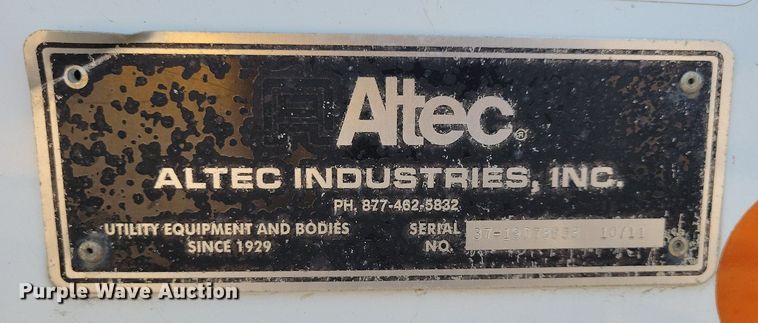 Altec®
ALTEC INDUSTRIES, INC.
PH. 877-462-5832
UTILITY EQUIPMENT AND BODIES
SINCE 1929
SERIAL
NO. 10/11
Purple Wave Auction